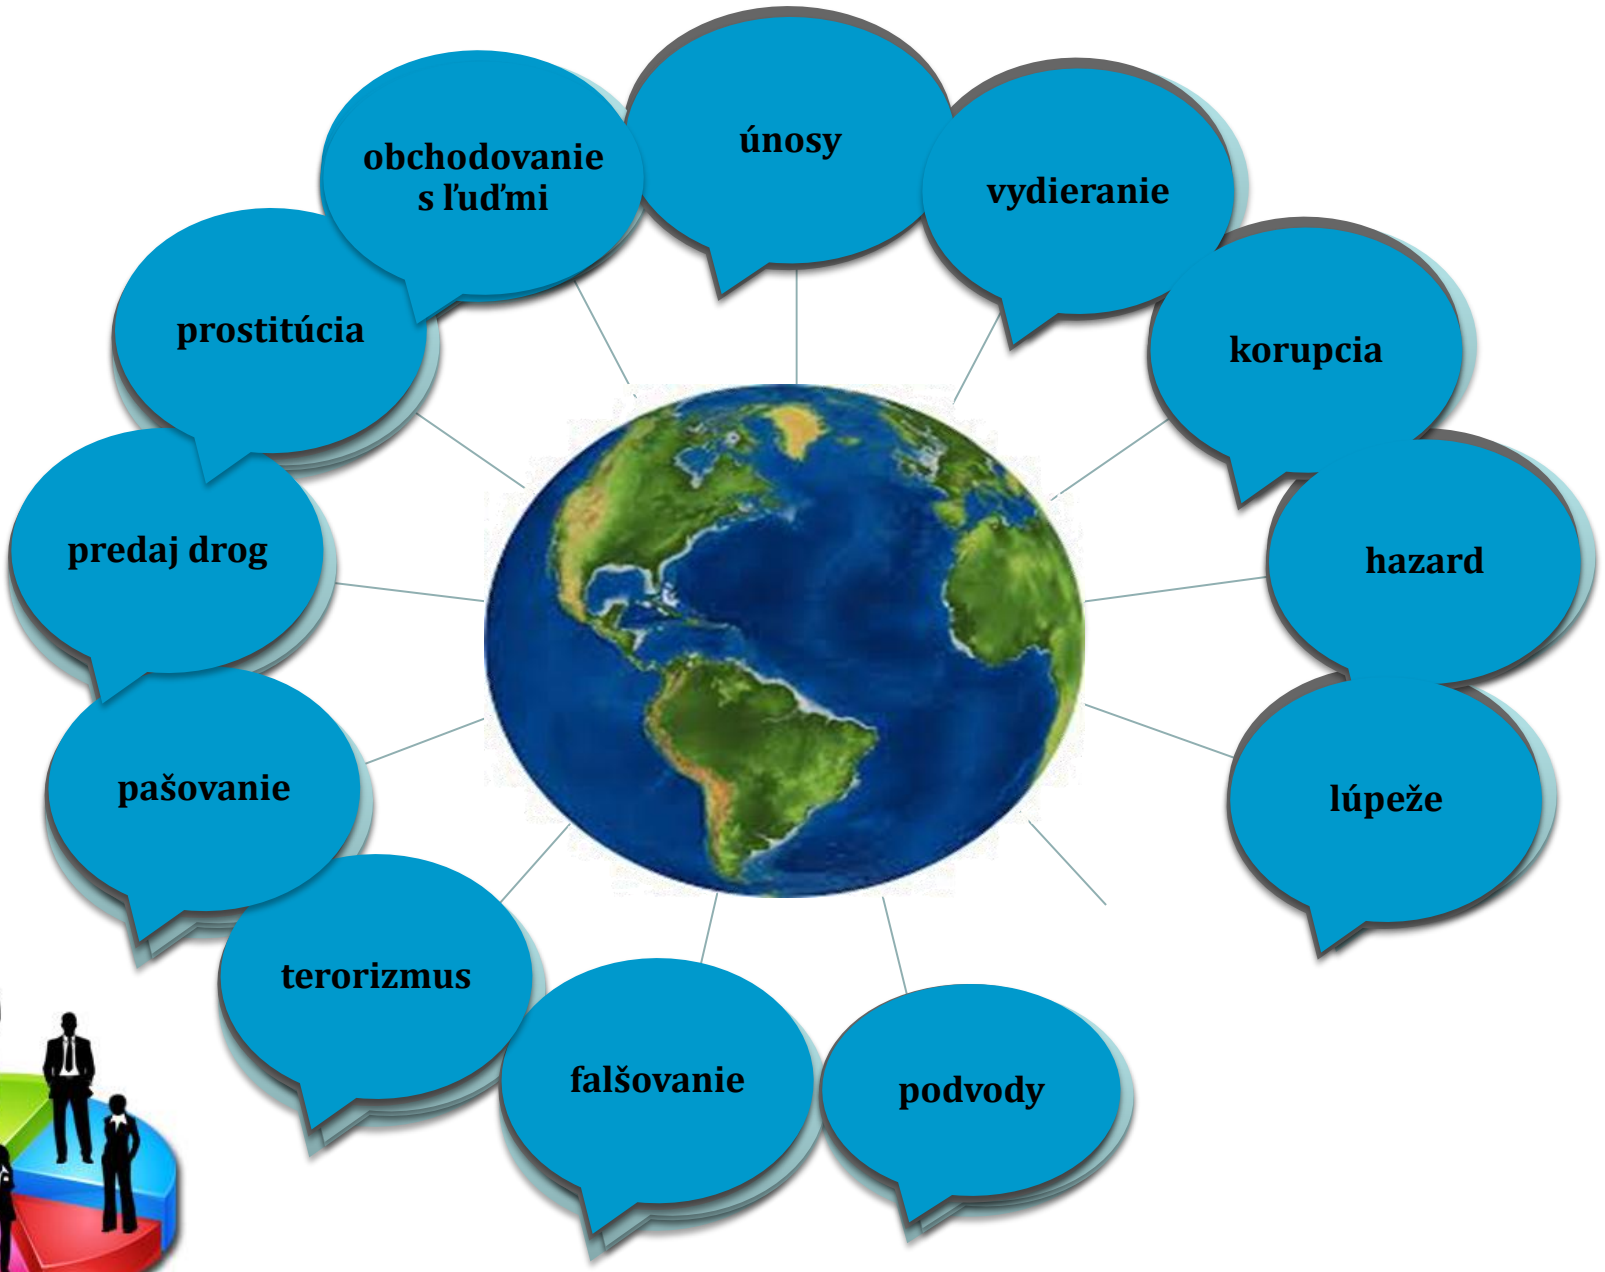 únosy
vydieranie
korupcia
hazard
lúpeže
podvody
falšovanie
terorizmus
pašovanie
predaj drog
prostitúcia
obchodovanie
s ľuďmi